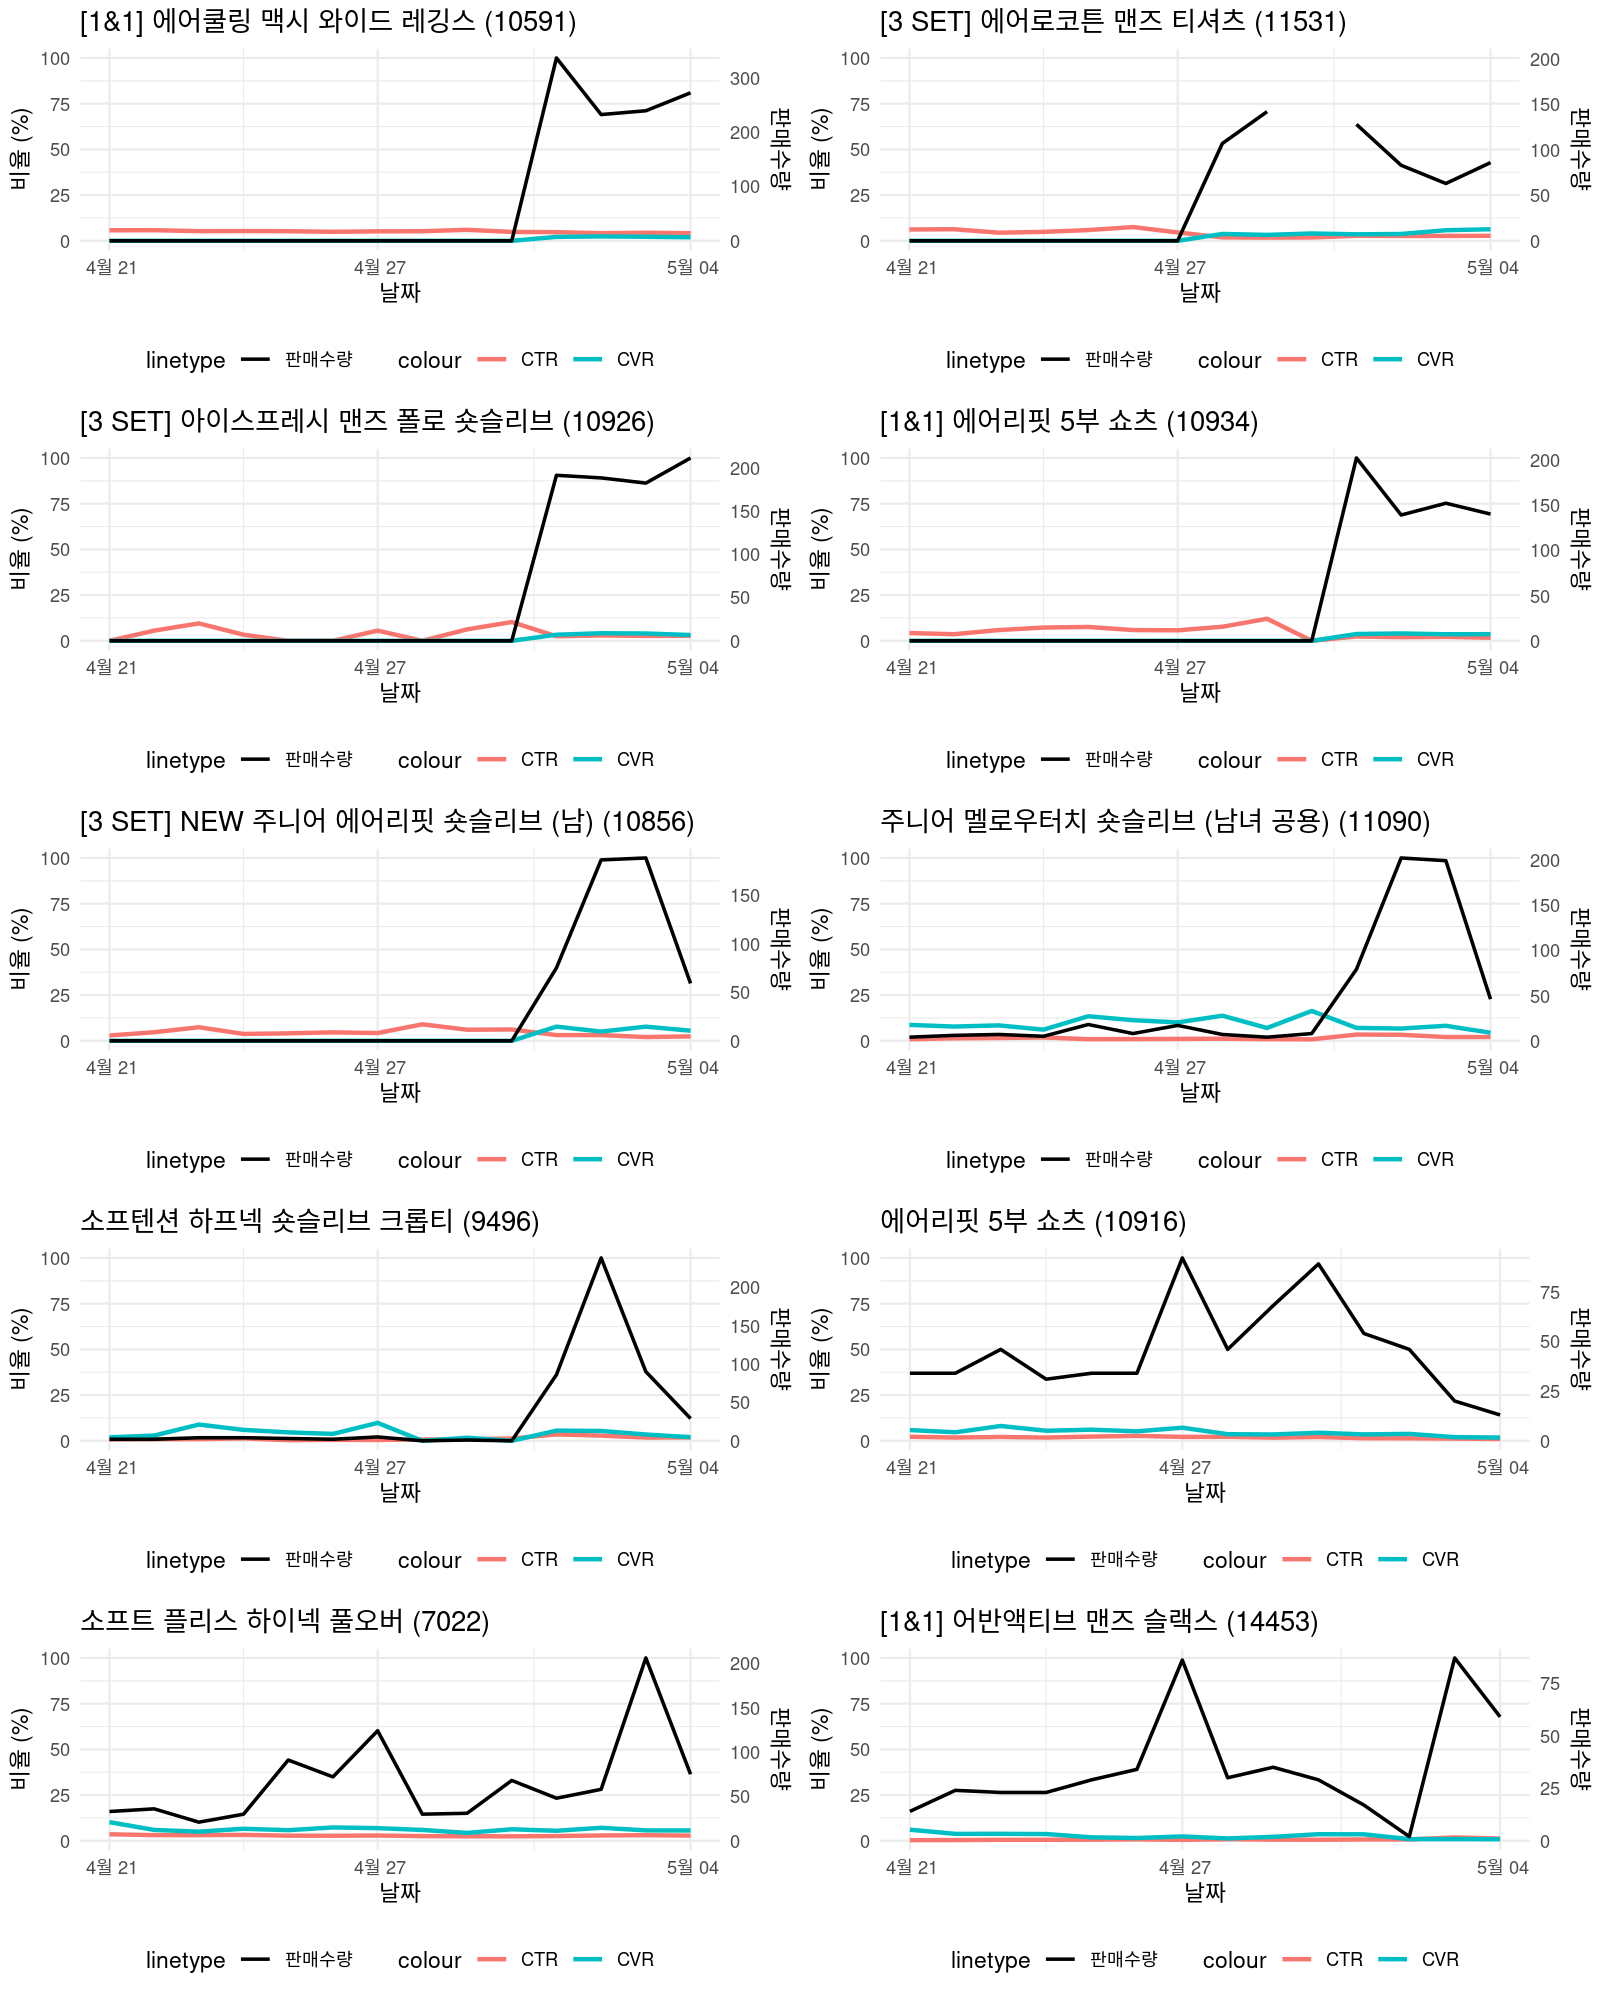 [1&1] 에어쿨링 맥시 와이드 레깅스 (10591)
비율 (%)
100
75
50
25
0
300
200
100
0
판매수량
4월 21
4월 27
5월 04
날짜
linetype 판매수량 colour CTR CVR
[3 SET] 에어로코튼 맨즈 티셔츠 (11531)
비율 (%)
100
75
50
25
0
200
150
100
50
0
판매수량
4월 21
4월 27
5월 04
날짜
linetype 판매수량 colour CTR CVR
[3 SET] 아이스프레시 맨즈 폴로 숏슬리브 (10926)
비율 (%)
100
75
50
25
0
200
150
100
50
0
판매수량
4월 21
4월 27
5월 04
날짜
linetype 판매수량 colour CTR CVR
[1&1] 에어리핏 5부 쇼츠 (10934)
비율 (%)
100
75
50
25
0
200
150
100
50
0
판매수량
4월 21
4월 27
5월 04
날짜
linetype 판매수량 colour CTR CVR
[3 SET] NEW 주니어 에어리핏 숏슬리브 (남) (10856)
비율 (%)
100
75
50
25
0
150
100
50
0
판매수량
4월 21
4월 27
5월 04
날짜
linetype 판매수량 colour CTR CVR
주니어 멜로우터치 숏슬리브 (남녀 공용) (11090)
비율 (%)
100
75
50
25
0
200
150
100
50
0
판매수량
4월 21
4월 27
5월 04
날짜
linetype 판매수량 colour CTR CVR
소프텐션 하프넥 숏슬리브 크롭티 (9496)
비율 (%)
100
75
50
25
0
200
150
100
50
0
판매수량
4월 21
4월 27
5월 04
날짜
linetype 판매수량 colour CTR CVR
에어리핏 5부 쇼츠 (10916)
비율 (%)
100
75
50
25
0
75
50
25
0
판매수량
4월 21
4월 27
5월 04
날짜
linetype 판매수량 colour CTR CVR
소프트 플리스 하이넥 풀오버 (7022)
비율 (%)
100
75
50
25
0
200
150
100
50
0
판매수량
4월 21
4월 27
5월 04
날짜
linetype 판매수량 colour CTR CVR
[1&1] 어반액티브 맨즈 슬랙스 (14453)
비율 (%)
100
75
50
25
0
75
50
25
0
판매수량
4월 21
4월 27
5월 04
날짜
linetype 판매수량 colour CTR CVR